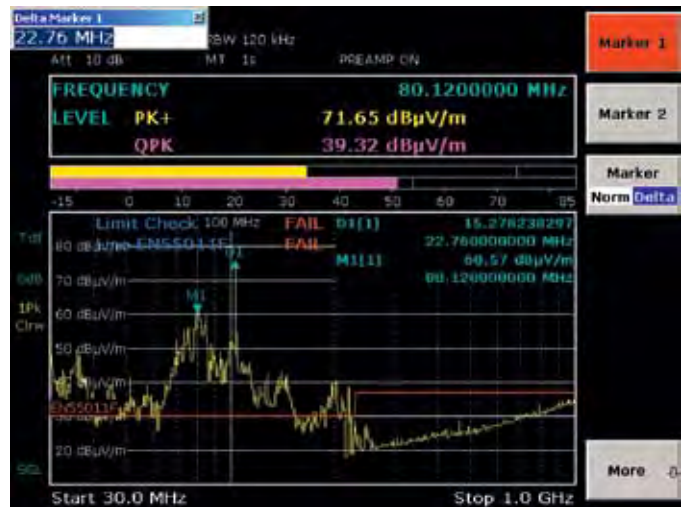 Delta Marker 1
22.76 MHz
RBW 120 kHz
Att 10 dB MT 1s PREAMP ON
FREQUENCY 80.1200000 MHz
LEVEL PK+ 71.65 dBµV/m
QPK 39.32 dBµV/m
-15 0 10 20 30 40 50 60 70 85
Limit Check 100 MHz FAIL D1[1] 15.278238297
80 dBµV/m EN55011F FAIL 22.760000000 MHz
D1
M1[1] 60.57 dBµV/m
70 dBµV/m 80.120000000 MHz
M1
60 dBµV/m
1Pk
Clrw
50 dBµV/m
EN55011F
20 dBµV/m
SGL
Start 30.0 MHz Stop 1.0 GHz
Marker 1
Marker 2
Marker
Norm Delta
More